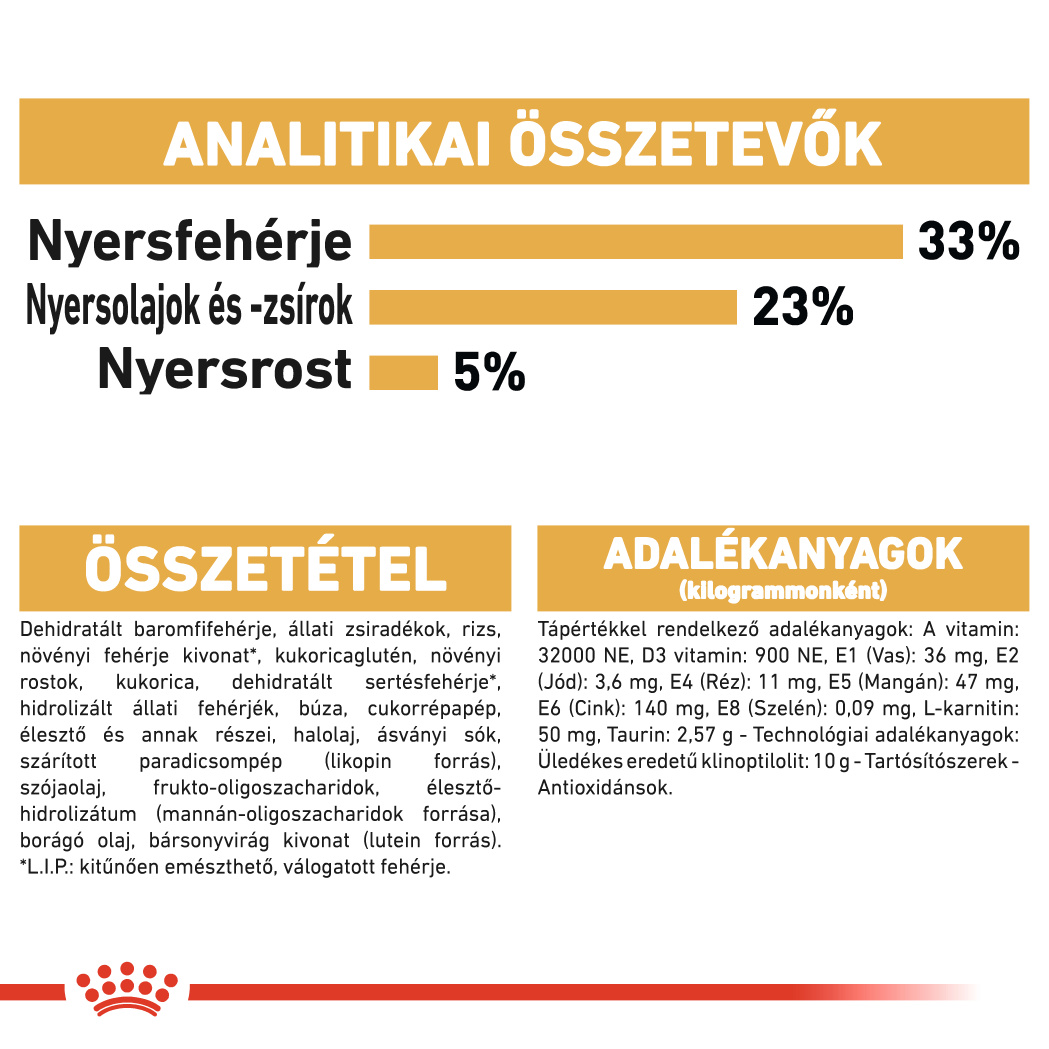 ANALITIKAI ÖSSZETEVŐK
Nyersfehérje 33%
Nyersolajok és -zsírok 23%
Nyersrost 5%
ÖSSZETÉTEL
Dehidratált baromfifehérje, állati zsiradékok, rizs,
növényi fehérje kivonat*, kukoricaglutén, növényi
rostok, kukorica, dehidratált sertésfehérje*,
hidrolizált állati fehérjék, búza, cukorrépapép,
élesztő és annak részei, halolaj, ásványi sók,
szárított paradicsompép (likopin forrás),
szójaolaj, frukto-oligoszacharidok, élesztő-
hidrolizátum (mannán-oligoszacharidok forrása),
borágó olaj, bársonyvirág kivonat (lutein forrás).
*L.I.P.: kitűnően emészthető, válogatott fehérje.
ADALÉKANYAGOK
(kilogrammonként)
Tápértékkel rendelkező adalékanyagok: A vitamin:
32000 NE, D3 vitamin: 900 NE, E1 (Vas): 36 mg, E2
(Jód): 3,6 mg, E4 (Réz): 11 mg, E5 (Mangán): 47 mg,
E6 (Cink): 140 mg, E8 (Szelén): 0,09 mg, L-karnitin:
50 mg, Taurin: 2,57 g - Technológiai adalékanyagok:
Üledékes eredetű klinoptilolit: 10 g - Tartósítószerek -
Antioxidánsok.